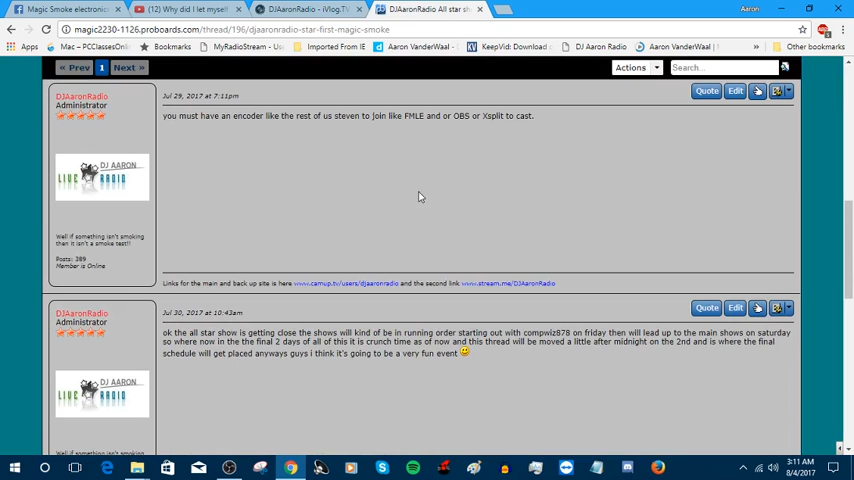 Magic Smoke electronics
(12) Why did I let myself
DJAaronRadio - iVlog.TV
DJAaronRadio All star sh
Aaron
magic2230-1126.proboards.com/thread/196/djaaronradio-star-first-magic-smoke
Apps
Mac – PCClassesOnlin
Bookmarks
MyRadioStream - Our
Imported From IE
Aaron VanderWaal
KeepVid: Download o
DJ Aaron Radio
Aaron VanderWaal (M
Other bookmarks
« Prev 1 Next »
Actions
Search...
DJAaronRadio
Administrator
Jul 29, 2017 at 7:11pm
Quote Edit
you must have an encoder like the rest of us steven to join like FMLE and or OBS or Xsplit to cast.
LIVE DJ AARON RADIO
Well if something isn't smoking
then it isn't a smoke test!!
Posts: 389
Member is Online
Links for the main and back up site is here www.camup.tv/users/djaaronradio and the second link www.stream.me/DJAaronRadio
DJAaronRadio
Administrator
Jul 30, 2017 at 10:43am
Quote Edit
ok the all star show is getting close the shows will kind of be in running order starting out with compwiz878 on friday then will lead up to the main shows on saturday
so where now in the the final 2 days of all of this it is crunch time as of now and this thread will be moved a little after midnight on the 2nd and is where the final
schedule will get placed anyways guys i think it's going to be a very fun event
LIVE DJ AARON RADIO
Well if something isn't smoking
3:11 AM
8/4/2017